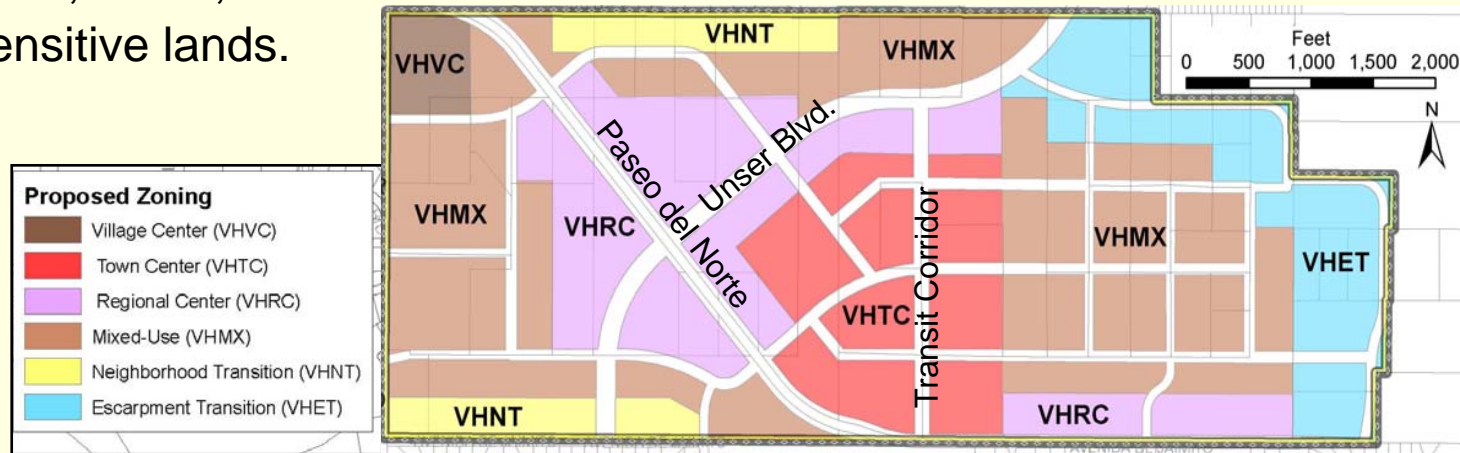 ensitive lands.
Proposed Zoning
Village Center (VHVC)
Town Center (VHTC)
Regional Center (VHRC)
Mixed-Use (VHMX)
Neighborhood Transition (VHNT)
Escarpment Transition (VHET)
VHNT
VHMX
VHVC
Feet
0 500 1,000 1,500 2,000
N
Paseo del Norte
Unser Blvd.
Transit Corridor
VHMX
VHRC
VHMX
VHET
VHTC
VHNT
VHRC